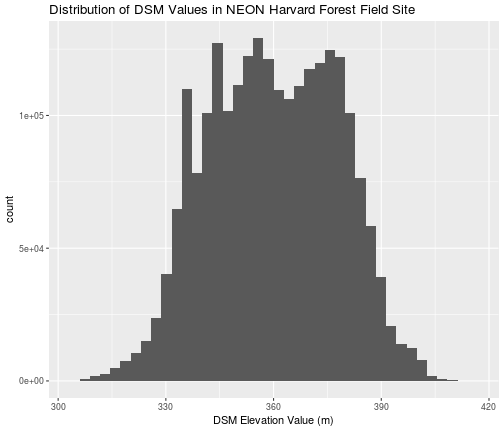 Distribution of DSM Values in NEON Harvard Forest Field Site
count
1e+05
5e+04
0e+00
300 330 360 390 420
DSM Elevation Value (m)